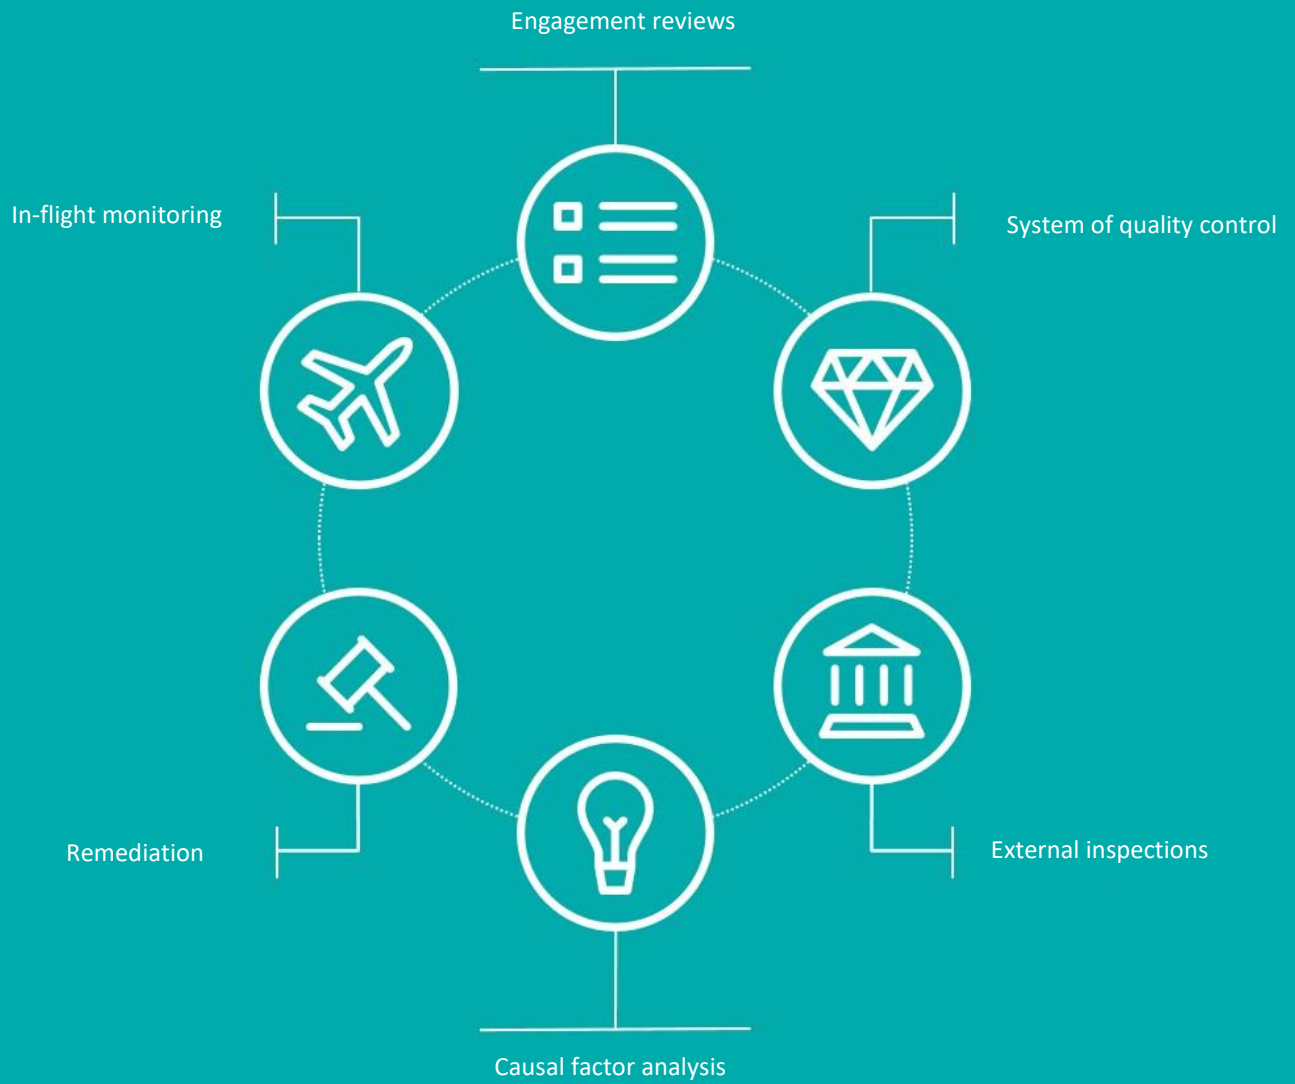 Engagement reviews
In-flight monitoring
System of quality control
Remediation
External inspections
Causal factor analysis